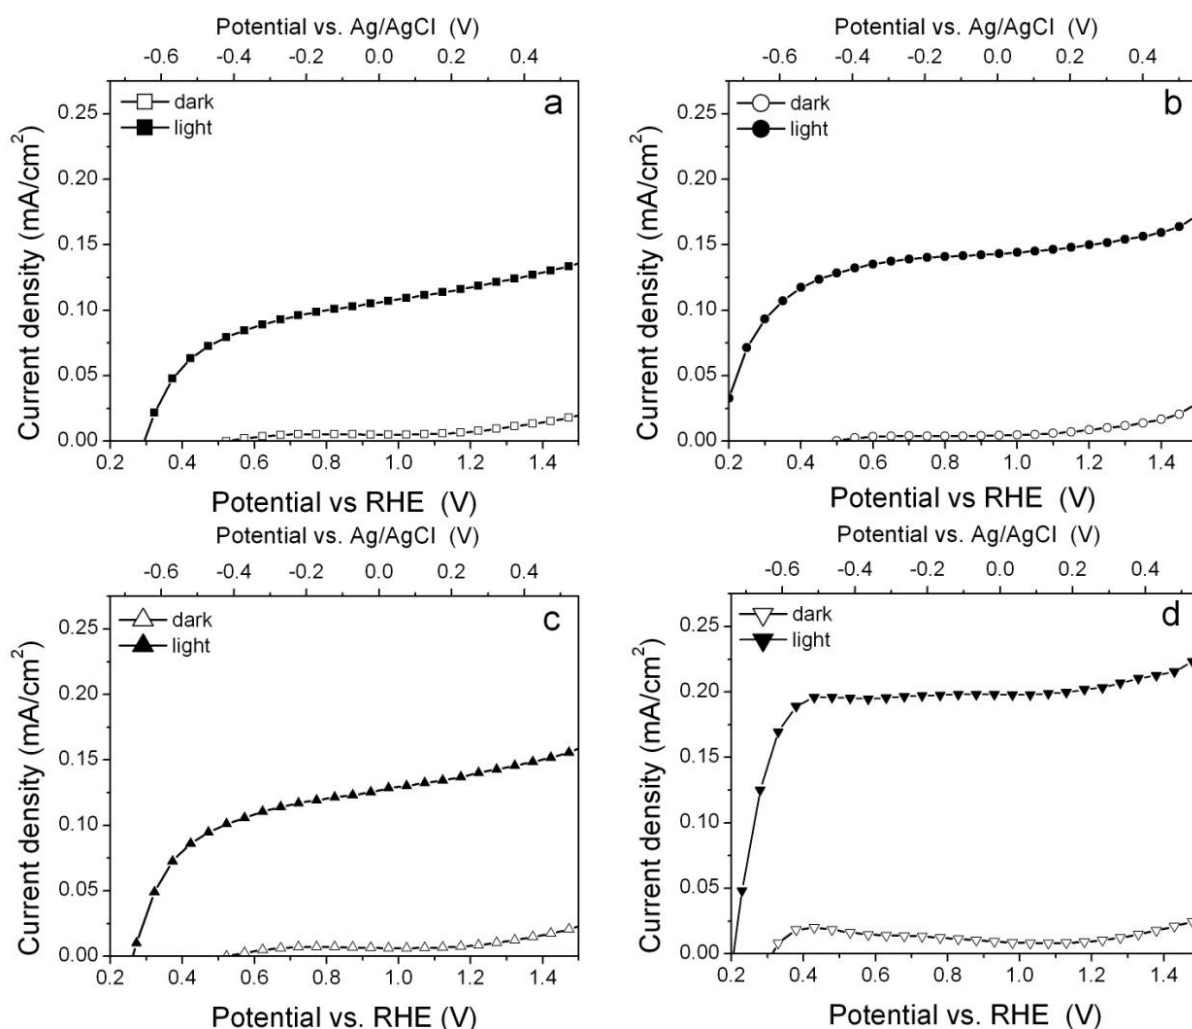 Potential vs. Ag/AgCl (V)
-0.6 -0.4 -0.2 0.0 0.2 0.4
a
dark
light
Current density (mA/cm²)
0.25
0.20
0.15
0.10
0.05
0.00
0.2 0.4 0.6 0.8 1.0 1.2 1.4
Potential vs RHE (V)
Potential vs. Ag/AgCl (V)
-0.6 -0.4 -0.2 0.0 0.2 0.4
b
dark
light
Current density (mA/cm²)
0.25
0.20
0.15
0.10
0.05
0.00
0.2 0.4 0.6 0.8 1.0 1.2 1.4
Potential vs RHE (V)
Potential vs. Ag/AgCl (V)
-0.6 -0.4 -0.2 0.0 0.2 0.4
c
dark
light
Current density (mA/cm²)
0.25
0.20
0.15
0.10
0.05
0.00
0.2 0.4 0.6 0.8 1.0 1.2 1.4
Potential vs. RHE (V)
Potential vs. Ag/AgCl (V)
-0.6 -0.4 -0.2 0.0 0.2 0.4
d
dark
light
Current density (mA/cm²)
0.25
0.20
0.15
0.10
0.05
0.00
0.2 0.4 0.6 0.8 1.0 1.2 1.4
Potential vs. RHE (V)